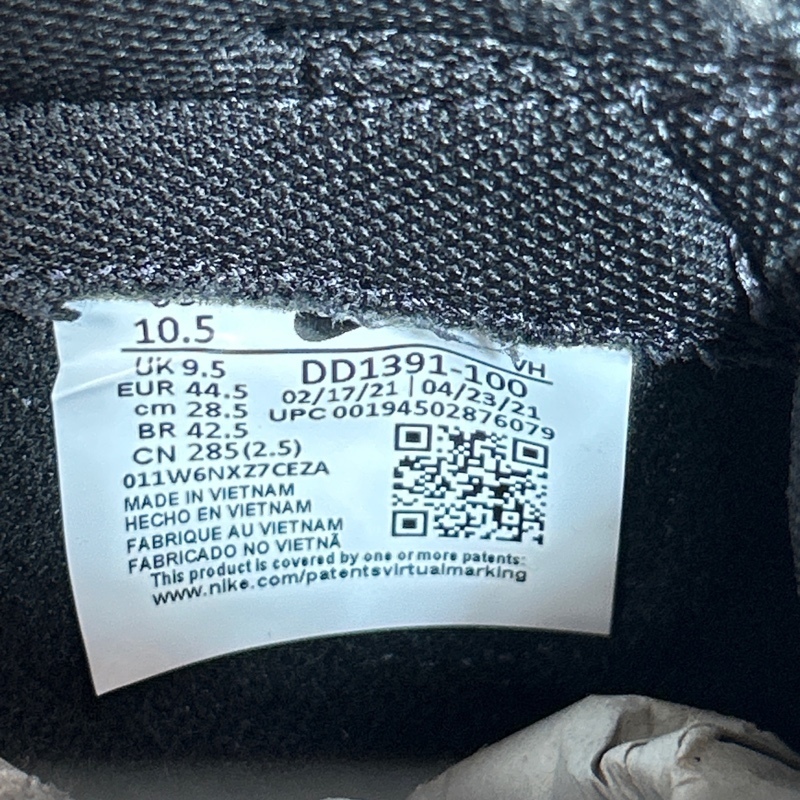 10.5
VH
UK 9.5
DD1391-100
EUR 44.5
02/17/21 | 04/23/21
cm 28.5
UPC 00194502876079
BR 42.5
CN 285(2.5)
011W6NXZ7CEZA
MADE IN VIETNAM
HECHO EN VIETNAM
FABRIQUE AU VIETNAM
FABRICADO NO VIETNÃ
This product is covered by one or more patents:
www.nike.com/patentsvirtualmarking